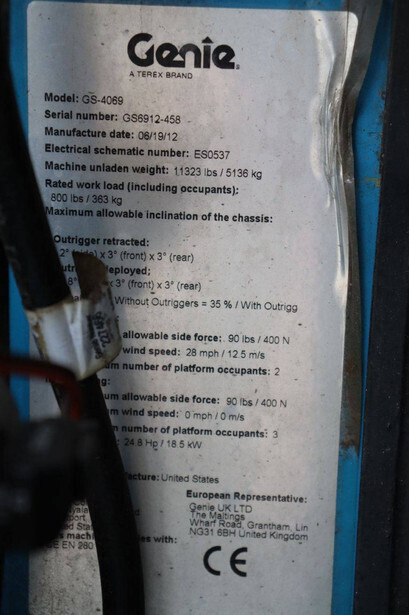 Genie
A TEREX BRAND
Model: GS-4069
Serial number: GS6912-458
Manufacture date: 06/19/12
Electrical schematic number: ES0537
Machine unladen weight: 11323 lbs / 5136 kg
Rated work load (including occupants):
800 lbs / 363 kg
Maximum allowable inclination of the chassis:
Outrigger retracted:
2° x 3° (front) x 3° (rear)
deployed:
x 3° (front) x 3° (rear)
Without Outriggers = 35 % / With Outrigg
allowable side force: 90 lbs / 400 N
wind speed: 28 mph / 12.5 m/s
number of platform occupants: 2
allowable side force: 90 lbs / 400 N
wind speed: 0 mph / 0 m/s
number of platform occupants: 3
24.8 Hp / 18.5 kW
facture: United States
European Representative:
Genie UK LTD
The Maltings
Wharf Road, Grantham, Lin
NG31 6BH United Kingdom
EN 280
with:
CE